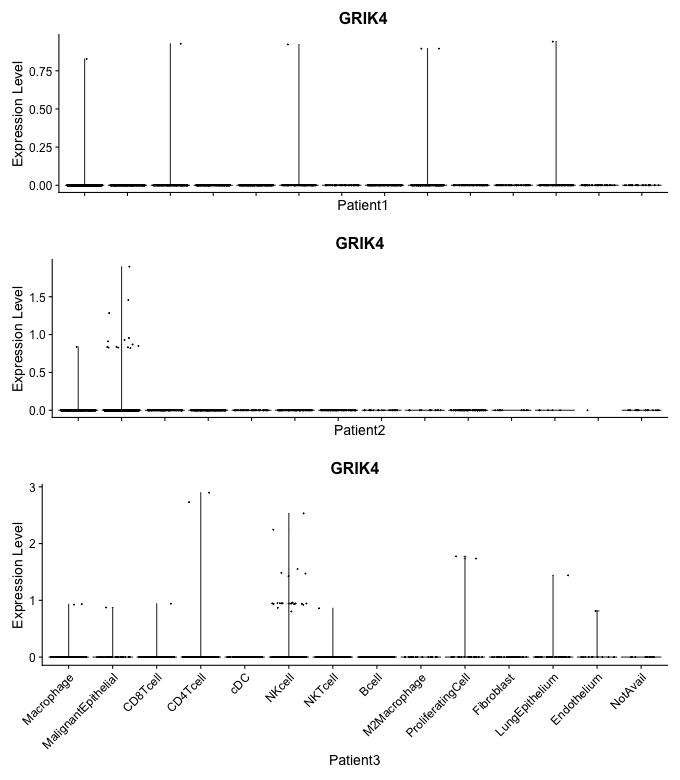 GRIK4
Expression Level
0.75
0.50
0.25
0.00
Patient1
GRIK4
Expression Level
1.5
1.0
0.5
0.0
Patient2
GRIK4
Expression Level
3
2
1
0
Macrophage
MalignantEpithelial
CD8Tcell
CD4Tcell
cDC
NKcell
NKTcell
Bcell
M2Macrophage
ProliferatingCell
Fibroblast
LungEpithelium
Endothelium
NotAvail
Patient3